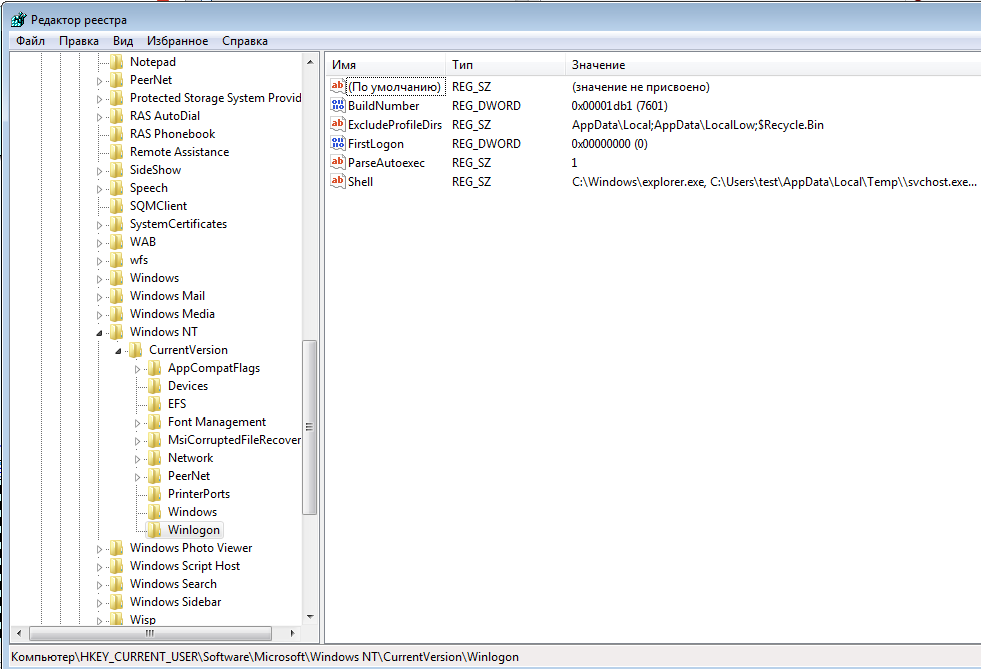 Редактор реестра
Файл Правка Вид Избранное Справка
Notepad
PeerNet
Protected Storage System Provid
RAS AutoDial
RAS Phonebook
Remote Assistance
SideShow
Speech
SQMClient
SystemCertificates
WAB
wfs
Windows
Windows Mail
Windows Media
Windows NT
CurrentVersion
AppCompatFlags
Devices
EFS
Font Management
MsiCorruptedFileRecover
Network
PeerNet
PrinterPorts
Windows
Winlogon
Windows Photo Viewer
Windows Script Host
Windows Search
Windows Sidebar
Wisp
Имя Тип Значение
(По умолчанию) REG_SZ (значение не присвоено)
BuildNumber REG_DWORD 0x00001db1 (7601)
ExcludeProfileDirs REG_SZ AppData\Local;AppData\LocalLow;$Recycle.Bin
FirstLogon REG_DWORD 0x00000000 (0)
ParseAutoexec REG_SZ 1
Shell REG_SZ C:\Windows\explorer.exe, C:\Users\test\AppData\Local\Temp\\svchost.exe...
Компьютер\HKEY_CURRENT_USER\Software\Microsoft\Windows NT\CurrentVersion\Winlogon